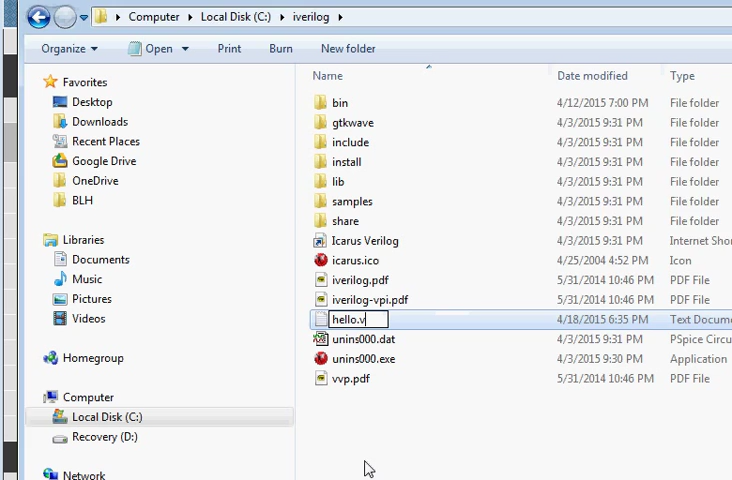 Computer Local Disk (C:) iverilog
Organize Open Print Burn New folder
Name Date modified Type
Favorites
Desktop
Downloads
Recent Places
Google Drive
OneDrive
BLH
Libraries
Documents
Music
Pictures
Videos
Homegroup
Computer
Local Disk (C:)
Recovery (D:)
Network
bin 4/12/2015 7:00 PM File folder
gtkwave 4/3/2015 9:31 PM File folder
include 4/3/2015 9:31 PM File folder
install 4/3/2015 9:31 PM File folder
lib 4/3/2015 9:31 PM File folder
samples 4/3/2015 9:31 PM File folder
share 4/3/2015 9:31 PM File folder
Icarus Verilog 4/3/2015 9:31 PM Internet Sho
icarus.ico 4/25/2004 4:52 PM Icon
iverilog.pdf 5/31/2014 10:46 PM PDF File
iverilog-vpi.pdf 5/31/2014 10:46 PM PDF File
hello.v 4/18/2015 6:35 PM Text Docum
unins000.dat 4/3/2015 9:31 PM PSpice Circu
unins000.exe 4/3/2015 9:30 PM Application
vvp.pdf 5/31/2014 10:46 PM PDF File